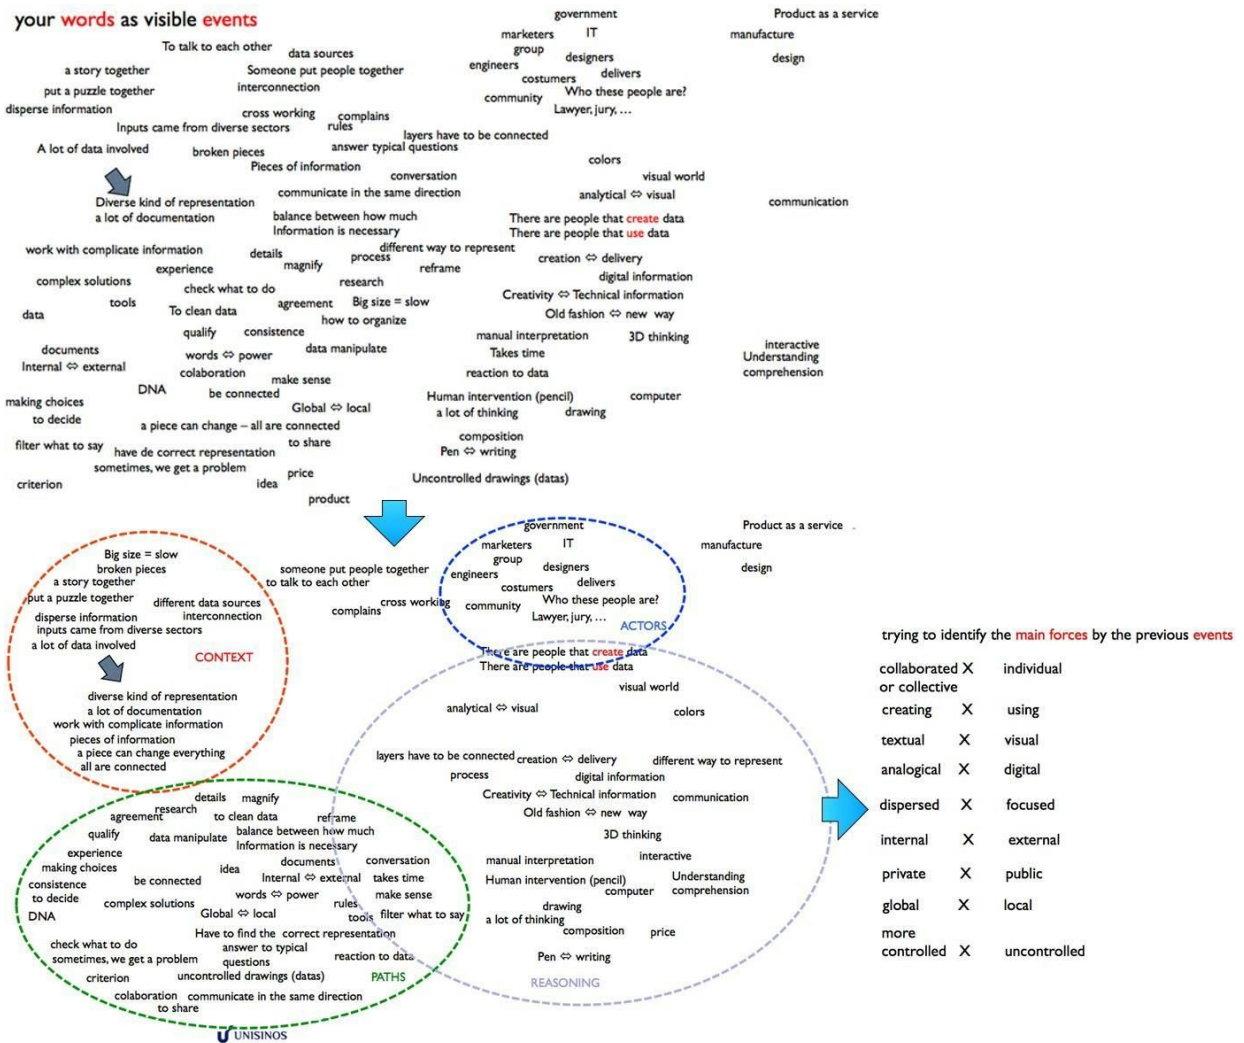 your words as visible events
government
Product as a service
marketers
IT
manufacture
To talk to each other
data sources
group
designers
design
engineers
a story together
Someone put people together
costumers
delivers
put a puzzle together
interconnection
community
Who these people are?
disperse information
cross working
complains
Lawyer, jury, ...
Inputs came from diverse sectors
rules
layers have to be connected
A lot of data involved
broken pieces
answer typical questions
Pieces of information
colors
conversation
visual world
communicate in the same direction
analytical ⇔ visual
Diverse kind of representation
communication
a lot of documentation
balance between how much
Information is necessary
There are people that create data
There are people that use data
work with complicate information
details
different way to represent
process
creation ⇔ delivery
experience
magnify
reframe
digital information
complex solutions
check what to do
research
Creativity ⇔ Technical information
tools
agreement
Big size = slow
data
To clean data
how to organize
Old fashion ⇔ new way
qualify
consistence
manual interpretation
3D thinking
documents
words ⇔ power
data manipulate
Takes time
interactive
Understanding
comprehension
Internal ⇔ external
colaboration
make sense
reaction to data
DNA
be connected
Human intervention (pencil)
computer
making choices
Global ⇔ local
a lot of thinking
drawing
to decide
a piece can change – all are connected
composition
filter what to say
have de correct representation
to share
Pen ⇔ writing
sometimes, we get a problem
price
criterion
idea
Uncontrolled drawings (datas)
product
government
Product as a service
marketers
IT
manufacture
group
designers
design
engineers
costumers
delivers
community
Who these people are?
Lawyer, jury, ...
ACTORS
someone put people together
to talk to each other
cross working
complains
Big size = slow
broken pieces
a story together
put a puzzle together
different data sources
disperse information
interconnection
inputs came from diverse sectors
a lot of data involved
CONTEXT
diverse kind of representation
a lot of documentation
work with complicate information
pieces of information
a piece can change everything
all are connected
There are people that create data
There are people that use data
visual world
analytical ⇔ visual
colors
layers have to be connected
creation ⇔ delivery
different way to represent
process
digital information
Creativity ⇔ Technical information
communication
Old fashion ⇔ new way
3D thinking
manual interpretation
interactive
Human intervention (pencil)
Understanding
comprehension
computer
drawing
a lot of thinking
composition
price
Pen ⇔ writing
REASONING
details
magnify
research
agreement
to clean data
reframe
qualify
data manipulate
balance between how much
Information is necessary
experience
documents
conversation
making choices
idea
Internal ⇔ external
takes time
consistence
be connected
to decide
words ⇔ power
make sense
complex solutions
rules
DNA
Global ⇔ local
tools
filter what to say
Have to find the correct representation
check what to do
answer to typical
questions
sometimes, we get a problem
reaction to data
criterion
uncontrolled drawings (datas)
PATHS
colaboration
communicate in the same direction
to share
UNISINOS
trying to identify the main forces by the previous events
collaborated X individual
or collective
creating X using
textual X visual
analogical X digital
dispersed X focused
internal X external
private X public
global X local
more
controlled X uncontrolled